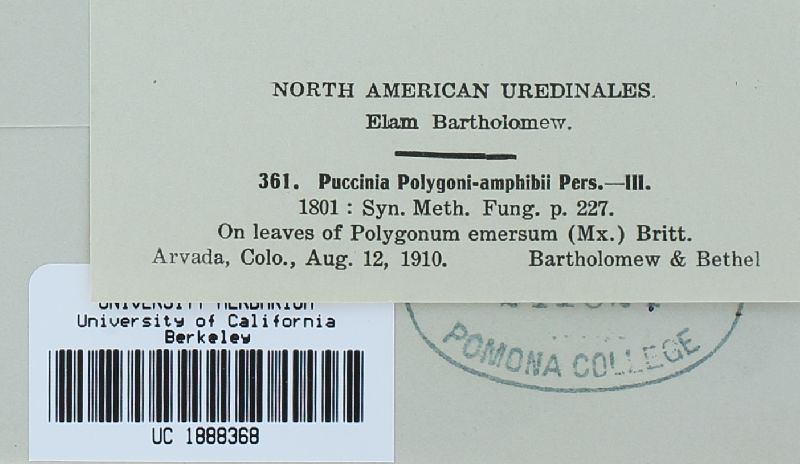 NORTH AMERICAN UREDINALES.
Elam Bartholomew.
361. Puccinia Polygoni-amphibii Pers.—III.
1801 : Syn. Meth. Fung. p. 227.
On leaves of Polygonum emersum (Mx.) Britt.
Arvada, Colo., Aug. 12, 1910. Bartholomew & Bethel
UNIVERSITY HERBARIUM
University of California
Berkeley
UC 1888368
POMONA COLLEGE